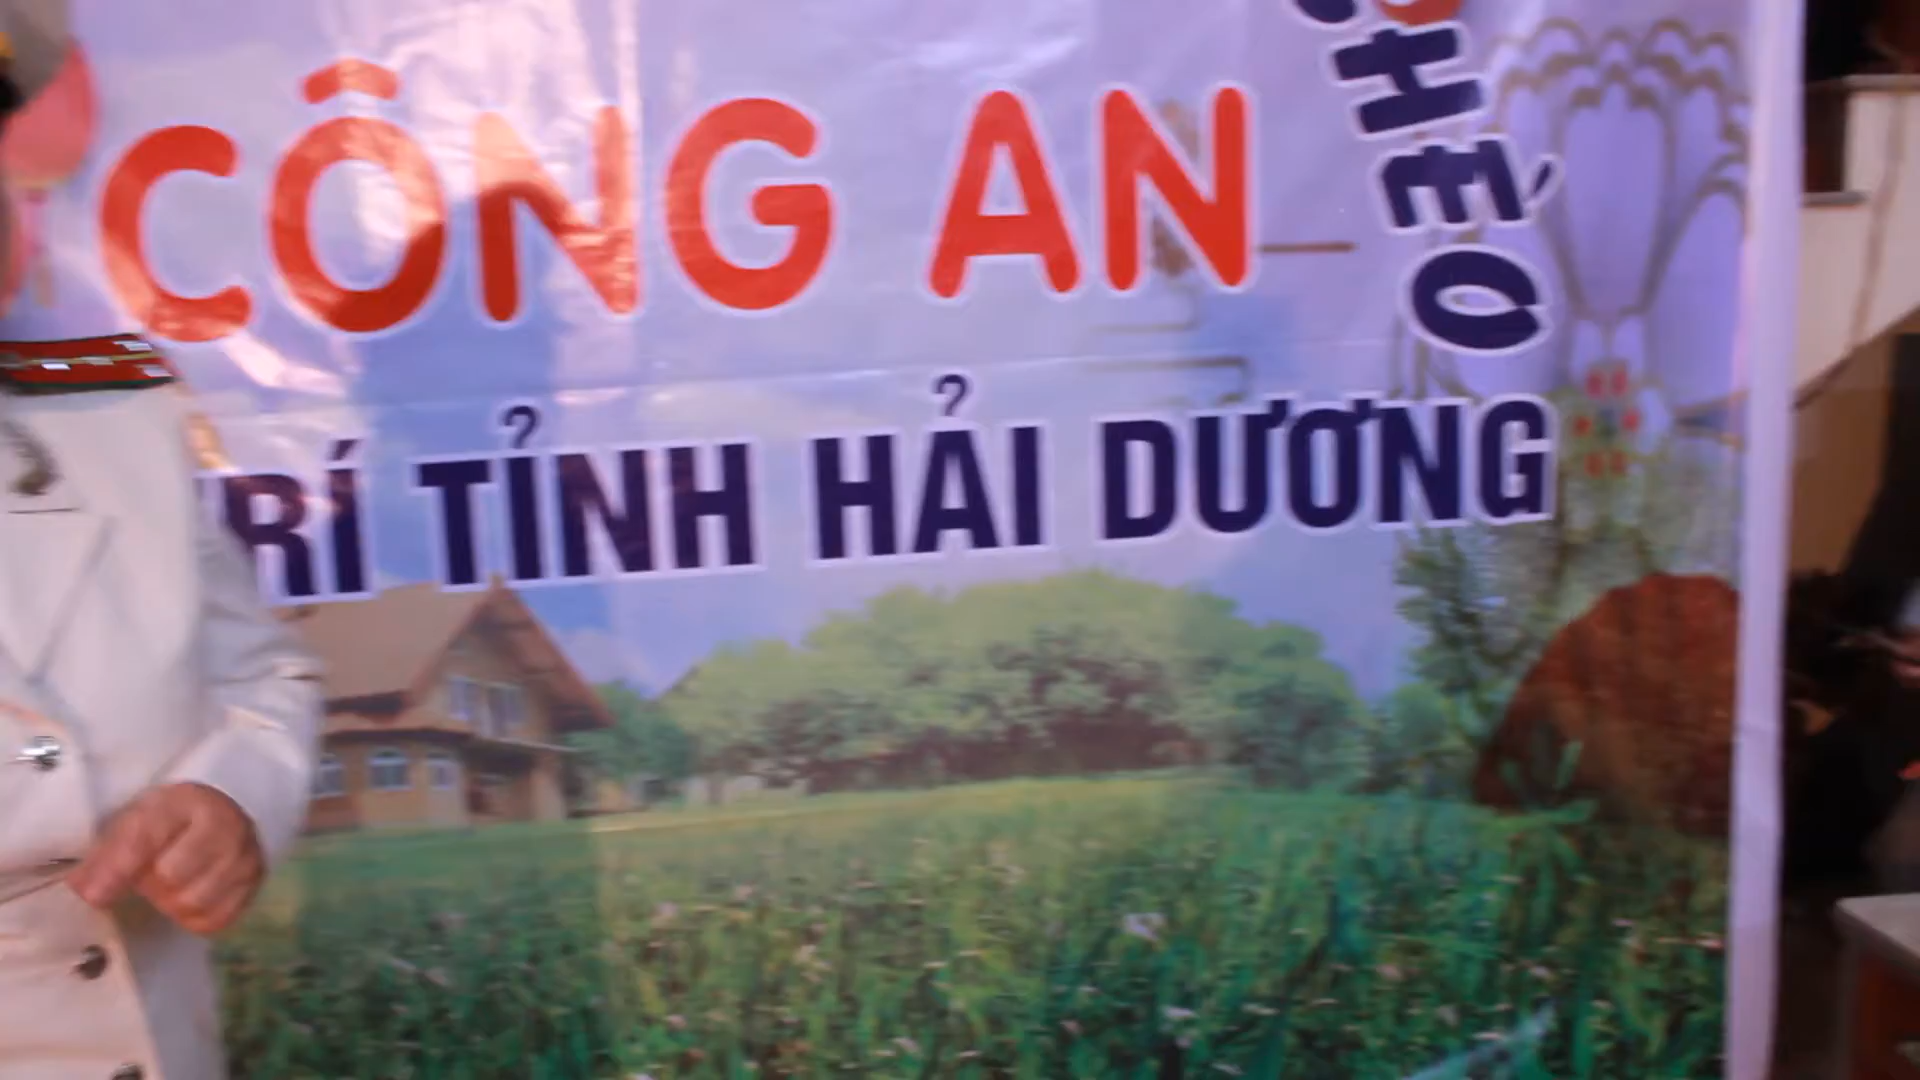 CÔNG AN
RÍ TỈNH HẢI DƯƠNG
HÉO